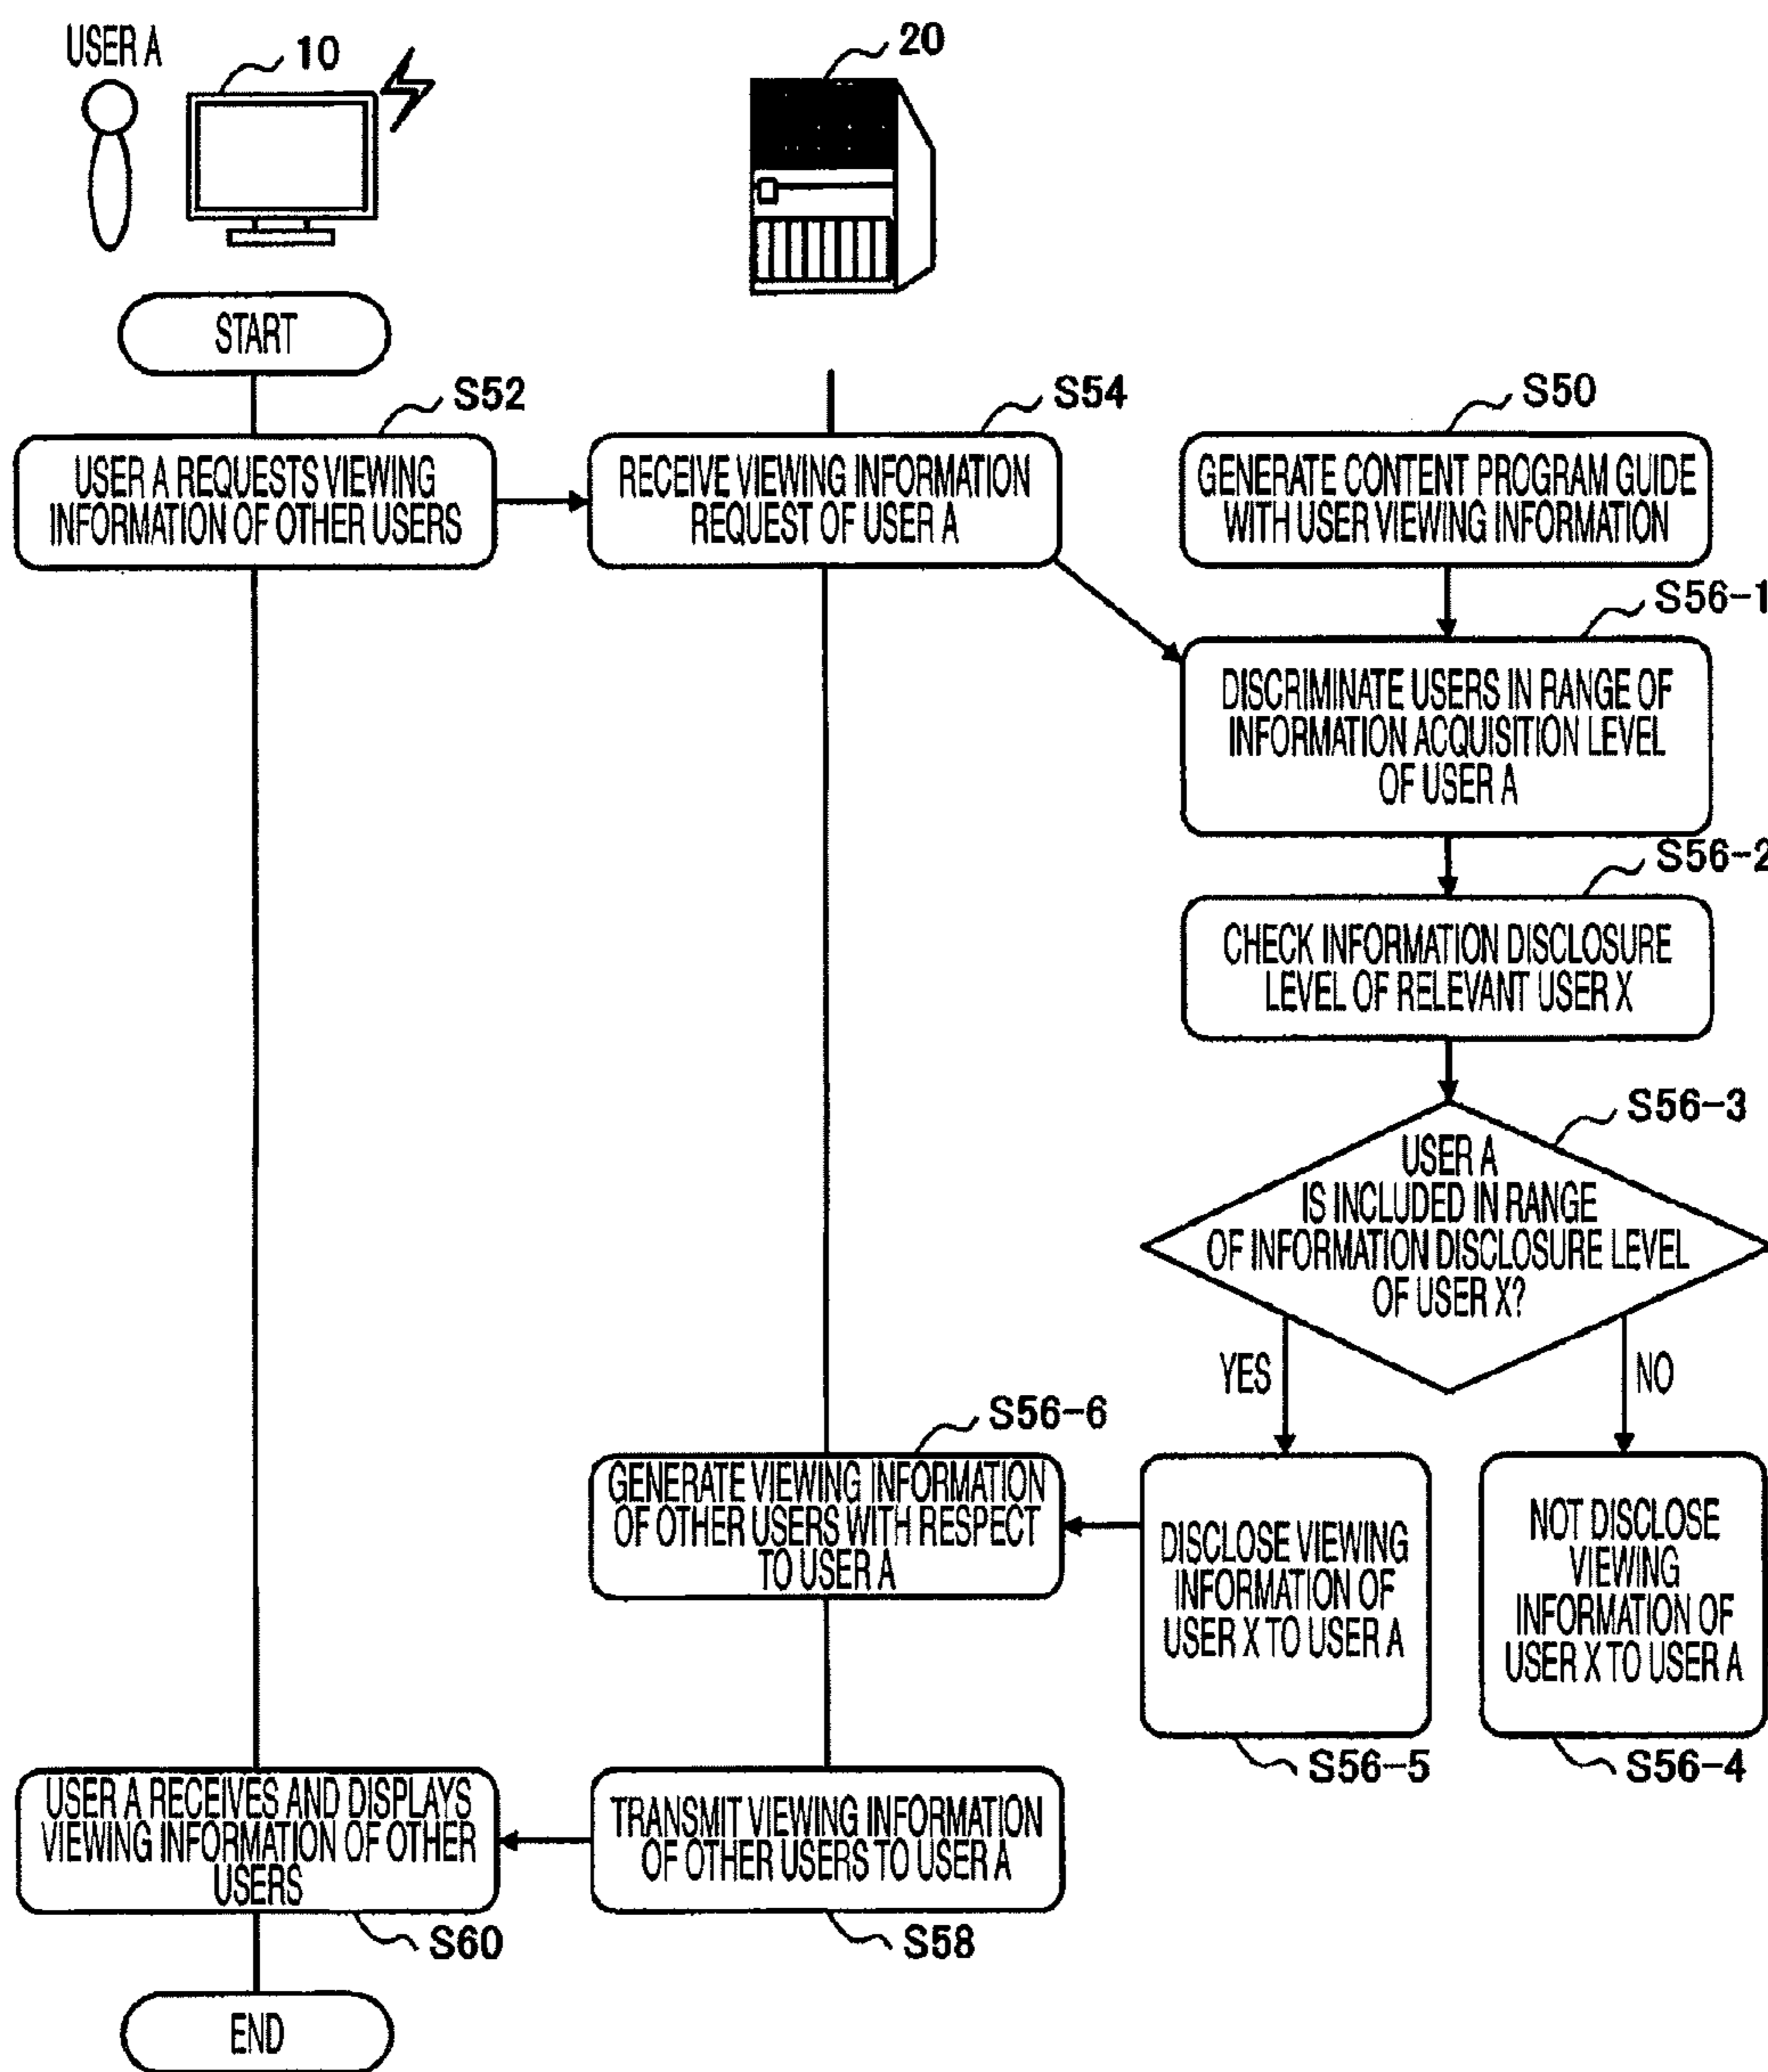 USER A
10
20
START
S52
S54
S50
USER A REQUESTS VIEWING
INFORMATION OF OTHER USERS
RECEIVE VIEWING INFORMATION
REQUEST OF USER A
GENERATE CONTENT PROGRAM GUIDE
WITH USER VIEWING INFORMATION
S56-1
DISCRIMINATE USERS IN RANGE OF
INFORMATION ACQUISITION LEVEL
OF USER A
S56-2
CHECK INFORMATION DISCLOSURE
LEVEL OF RELEVANT USER X
S56-3
USER A
IS INCLUDED IN RANGE
OF INFORMATION DISCLOSURE LEVEL
OF USER X?
YES
NO
S56-6
GENERATE VIEWING INFORMATION
OF OTHER USERS WITH RESPECT
TO USER A
DISCLOSE VIEWING
INFORMATION OF
USER X TO USER A
NOT DISCLOSE
VIEWING
INFORMATION OF
USER X TO USER A
S56-5
S56-4
USER A RECEIVES AND DISPLAYS
VIEWING INFORMATION OF OTHER
USERS
TRANSMIT VIEWING INFORMATION
OF OTHER USERS TO USER A
S60
S58
END